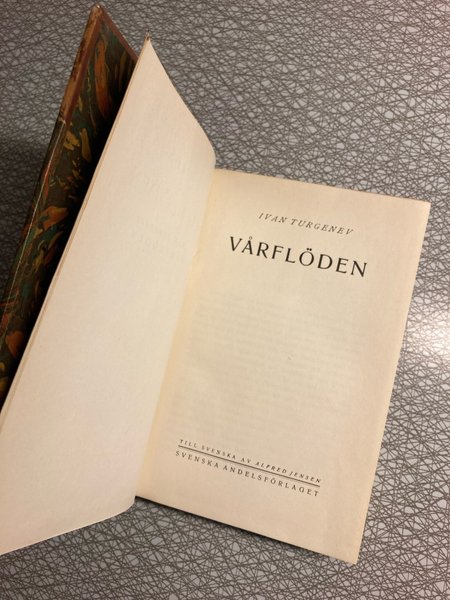 IVAN TURGENEV
VÅRFLÖDEN
TILL SVENSKA AV ALFRED JENSEN
SVENSKA ANDELSFÖRLAGET